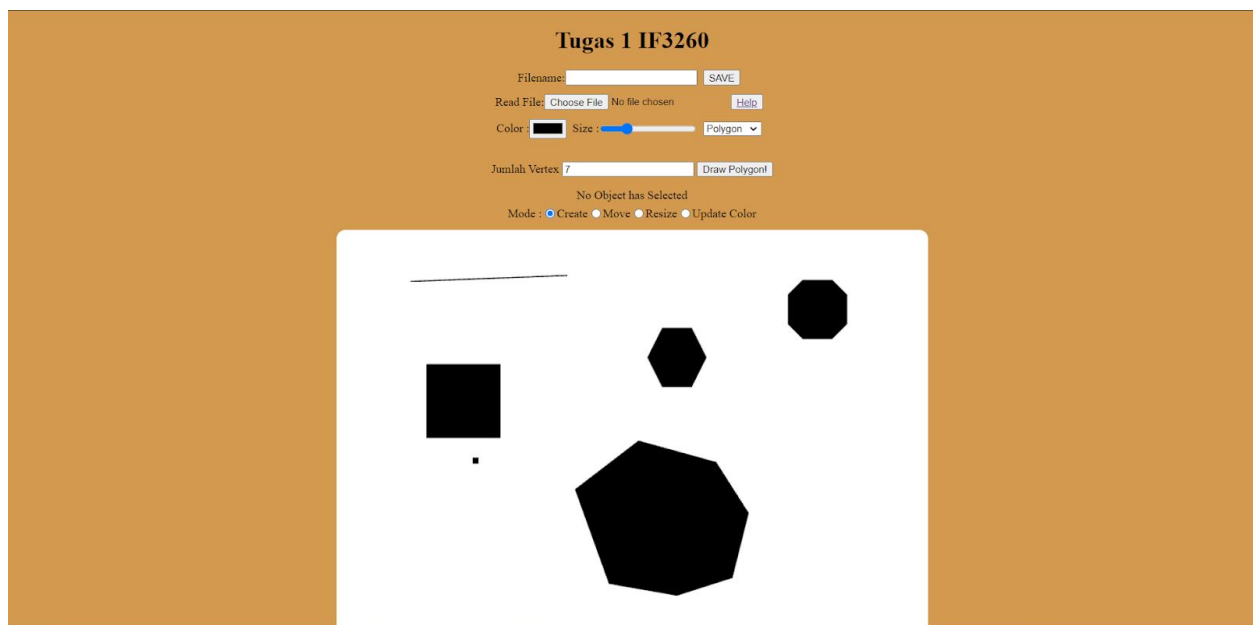 Tugas 1 IF3260
Filename: SAVE
Read File: Choose File No file chosen Help
Color : Size : Polygon
Jumlah Vertex 7 Draw Polygon!
No Object has Selected
Mode : Create Move Resize Update Color